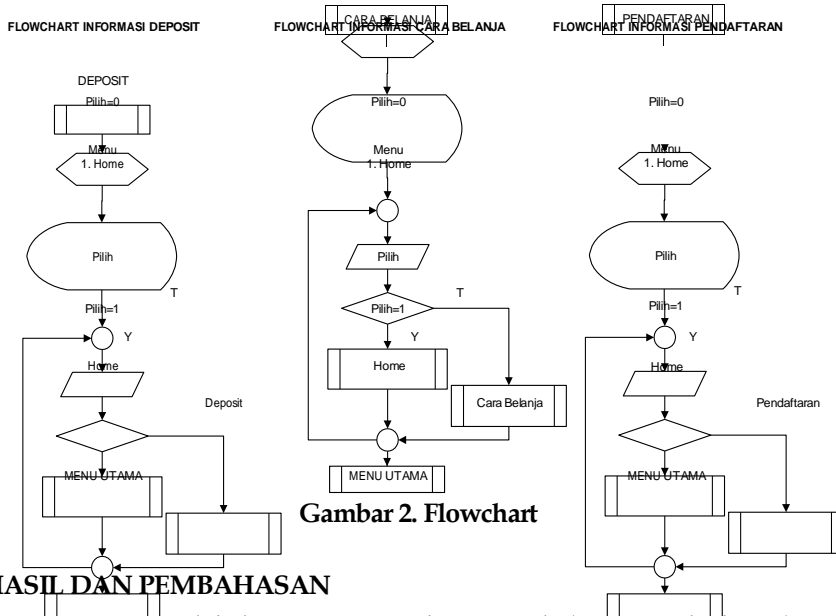 FLOWCHART INFORMASI DEPOSIT
DEPOSIT
Pilih=0
Menu
1. Home
Pilih
T
Pilih=1
Y
Home
Deposit
MENU UTAMA
CARA BELANJA
FLOWCHART INFORMASI CARA BELANJA
Pilih=0
Menu
1. Home
Pilih
T
Pilih=1
Y
Home
Cara Belanja
MENU UTAMA
PENDAFTARAN
FLOWCHART INFORMASI PENDAFTARAN
Pilih=0
Menu
1. Home
Pilih
T
Pilih=1
Y
Home
Pendaftaran
MENU UTAMA
Gambar 2. Flowchart
HASIL DAN PEMBAHASAN